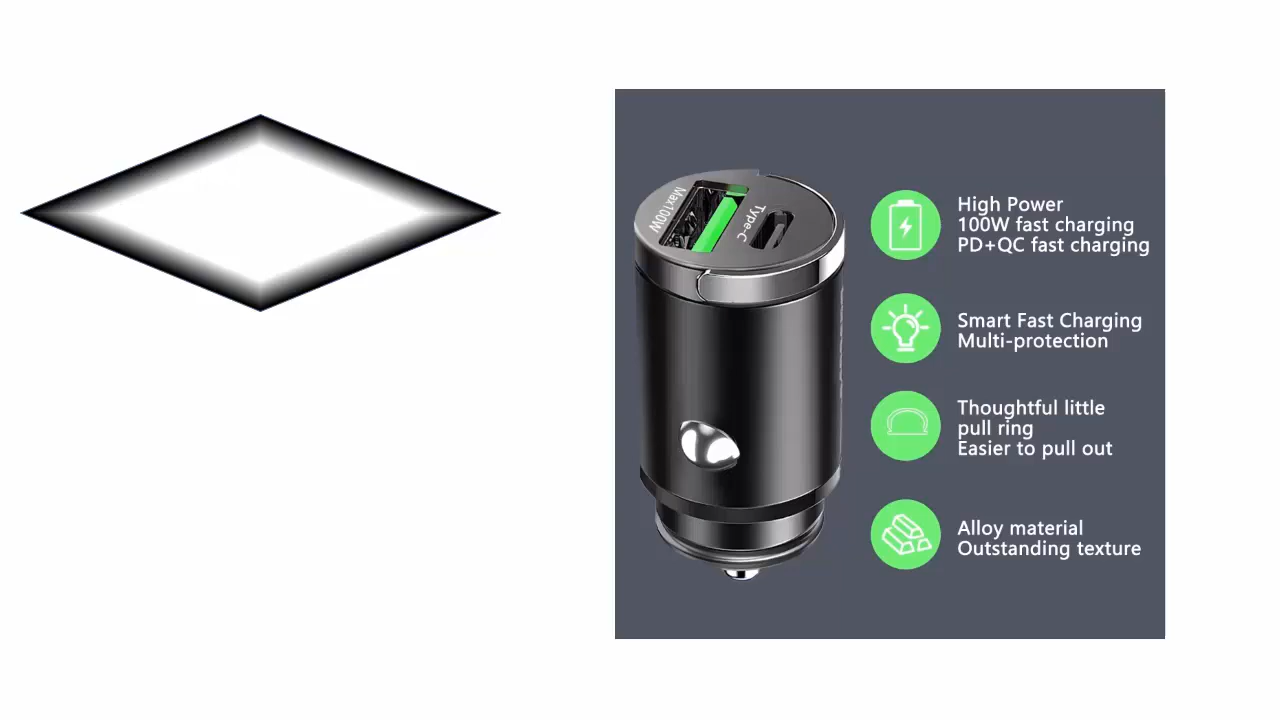 Max100W
Type-C
High Power
100W fast charging
PD+QC fast charging
Smart Fast Charging
Multi-protection
Thoughtful little
pull ring
Easier to pull out
Alloy material
Outstanding texture